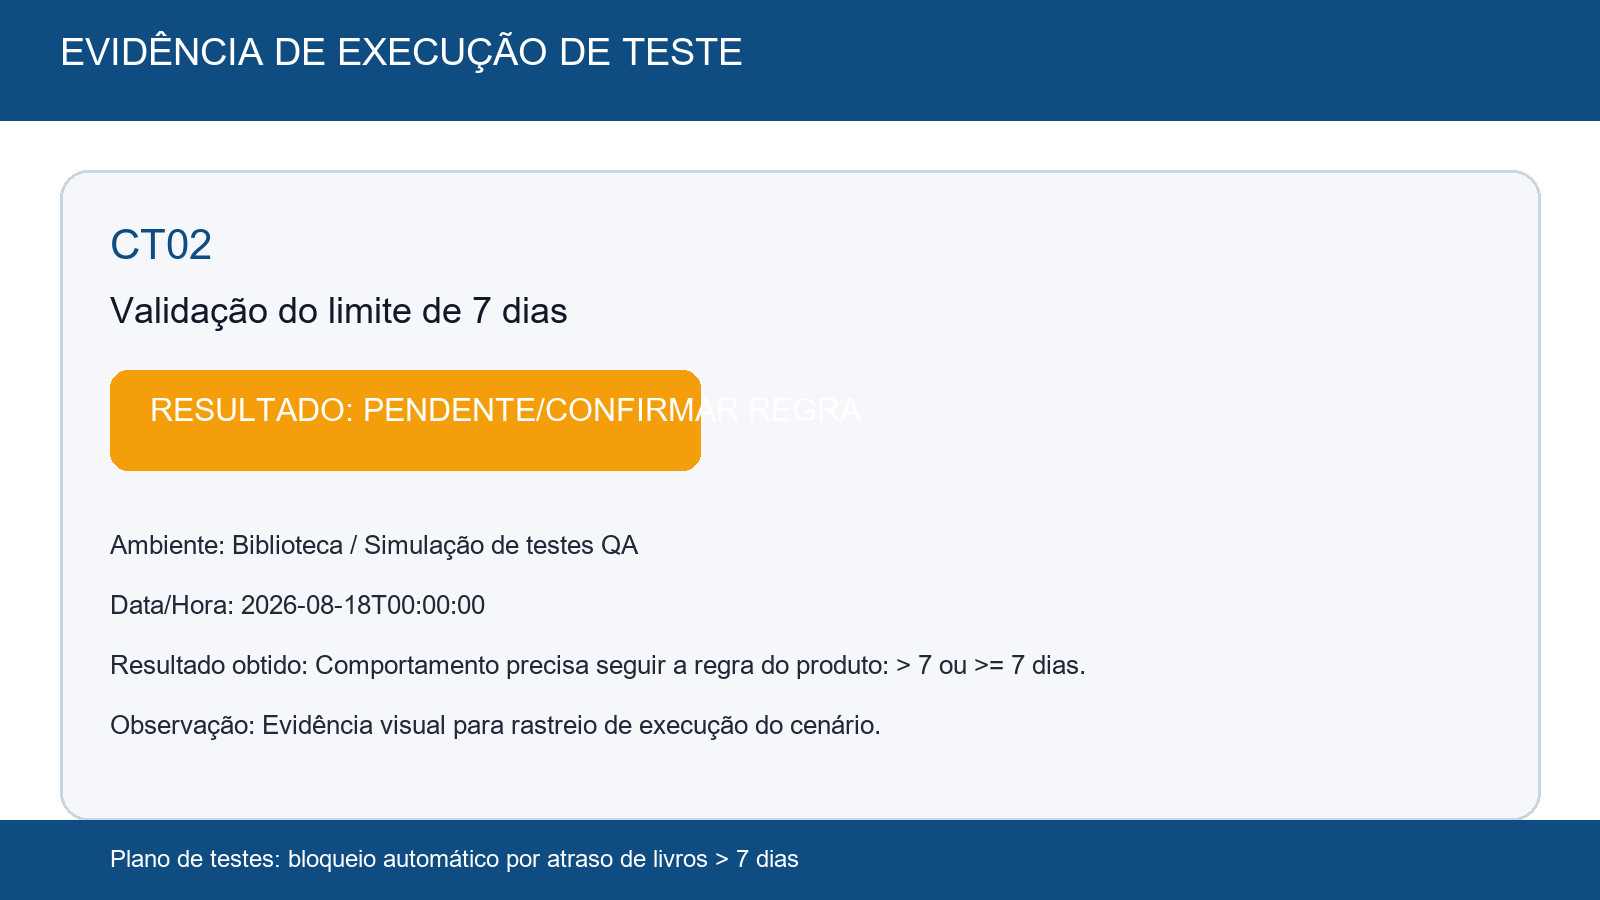 EVIDÊNCIA DE EXECUÇÃO DE TESTE
CT02
Validação do limite de 7 dias
RESULTADO: PENDENTE/CONFIRMAR REGRA
Ambiente: Biblioteca / Simulação de testes QA
Data/Hora: 2026-08-18T00:00:00
Resultado obtido: Comportamento precisa seguir a regra do produto: > 7 ou >= 7 dias.
Observação: Evidência visual para rastreio de execução do cenário.
Plano de testes: bloqueio automático por atraso de livros > 7 dias